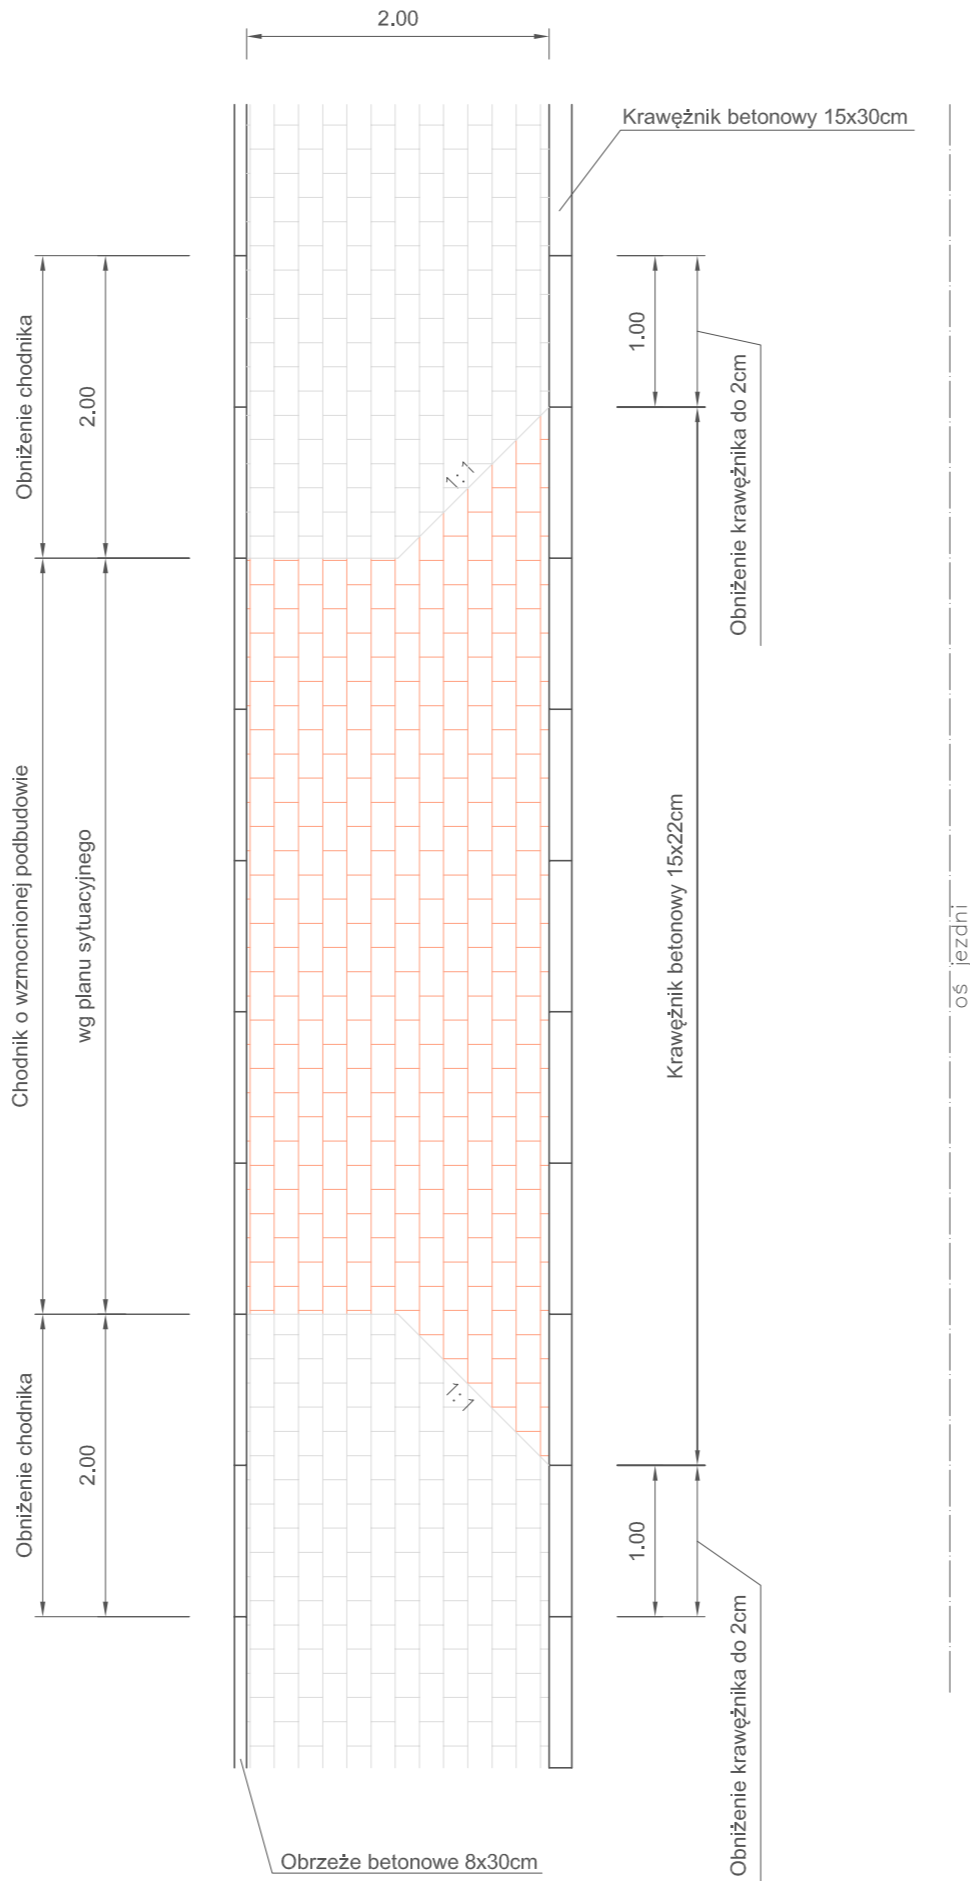 2.00
Krawężnik betonowy 15x30cm
Obniżenie chodnika
2.00
1.00
Obniżenie krawężnika do 2cm
1:1
Chodnik o wzmocnionej podbudowie
wg planu sytuacyjnego
Krawężnik betonowy 15x22cm
oś jezdni
1:1
Obniżenie chodnika
2.00
1.00
Obniżenie krawężnika do 2cm
Obrzeże betonowe 8x30cm